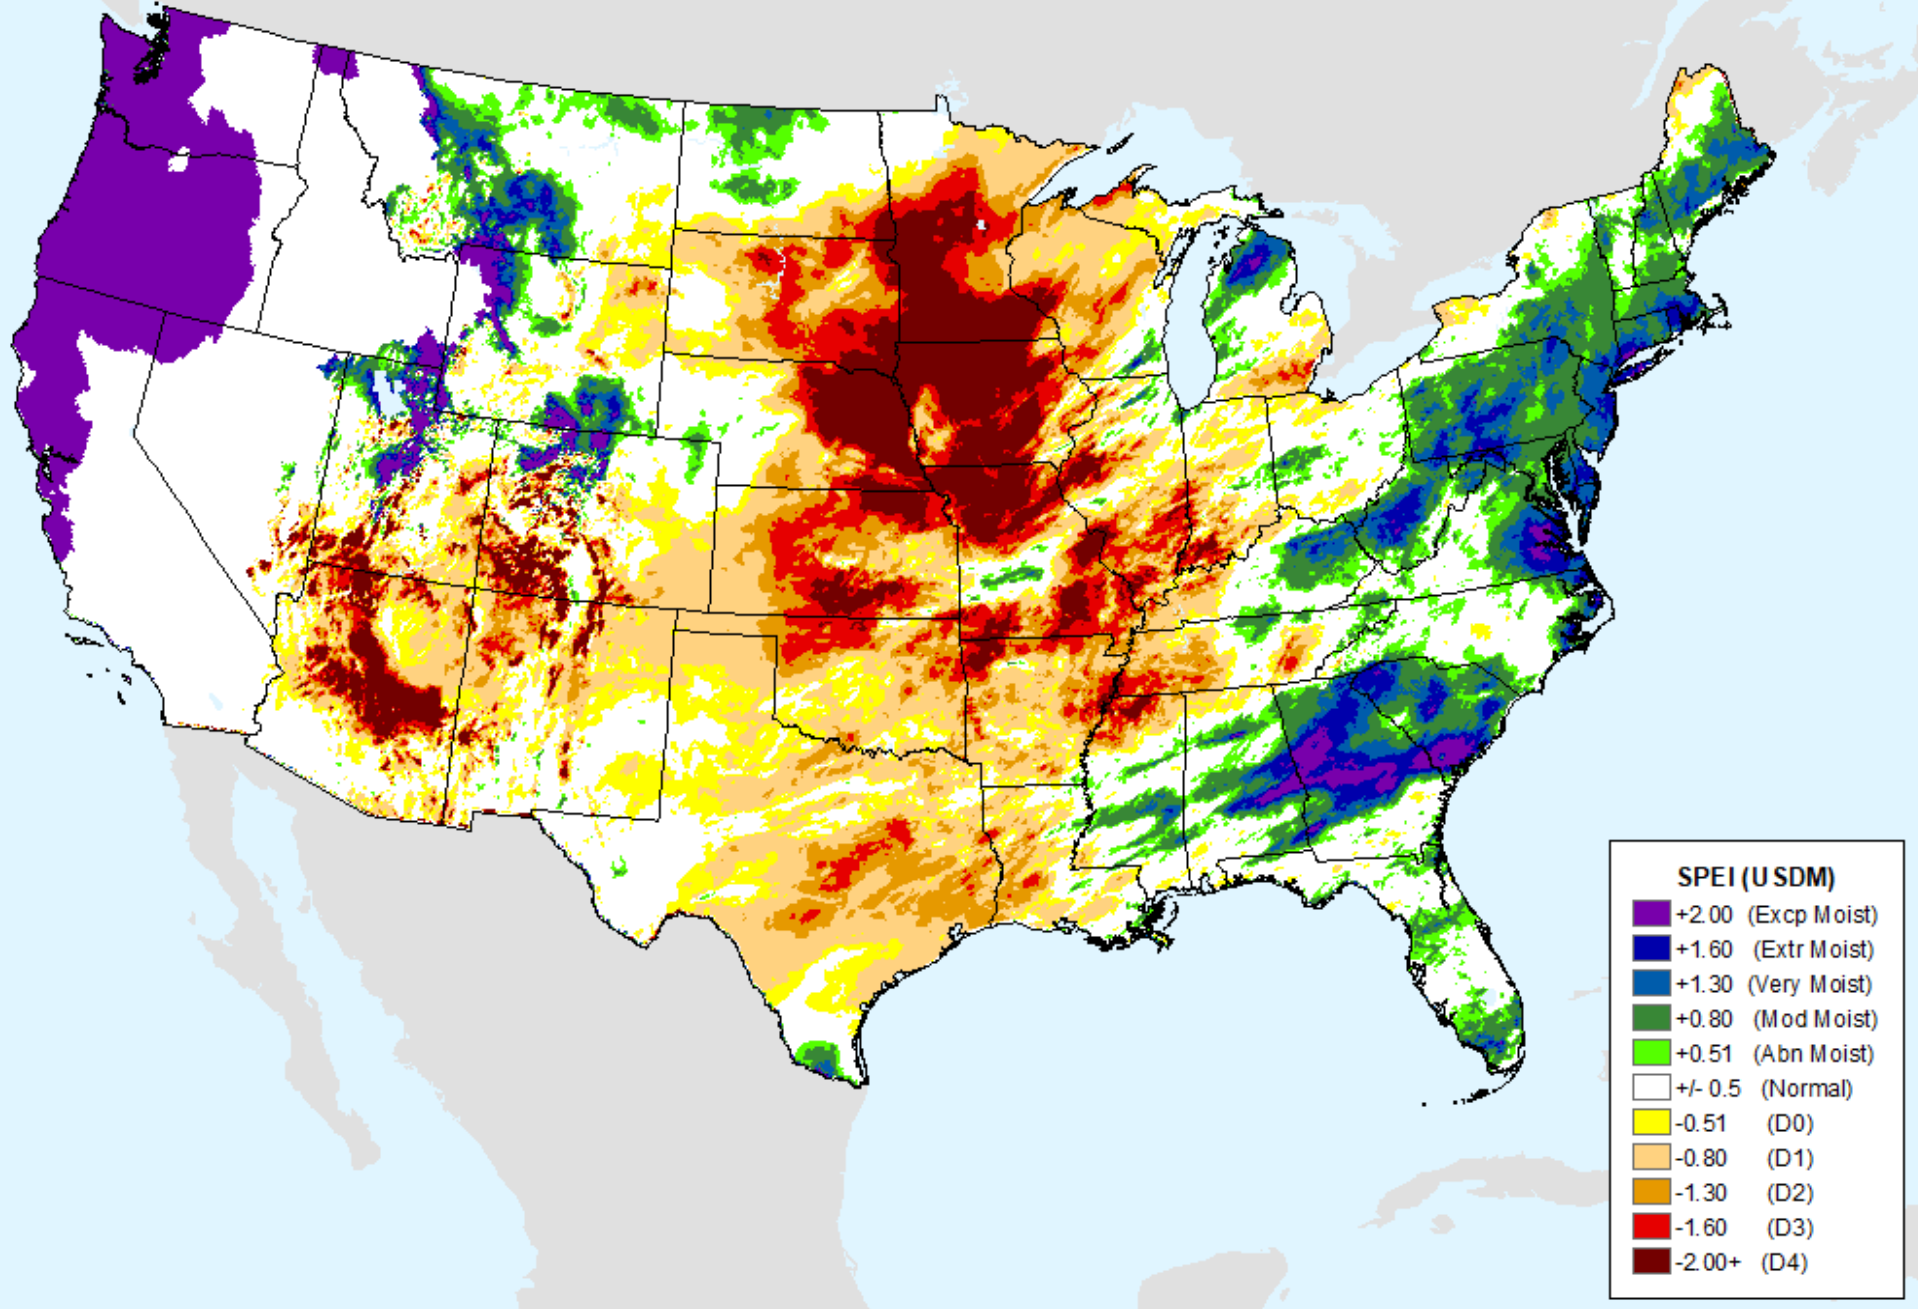 SPEI (USDM)
+2.00 (Excp Moist)
+1.60 (Extr Moist)
+1.30 (Very Moist)
+0.80 (Mod Moist)
+0.51 (Abn Moist)
+/- 0.5 (Normal)
-0.51 (D0)
-0.80 (D1)
-1.30 (D2)
-1.60 (D3)
-2.00+ (D4)